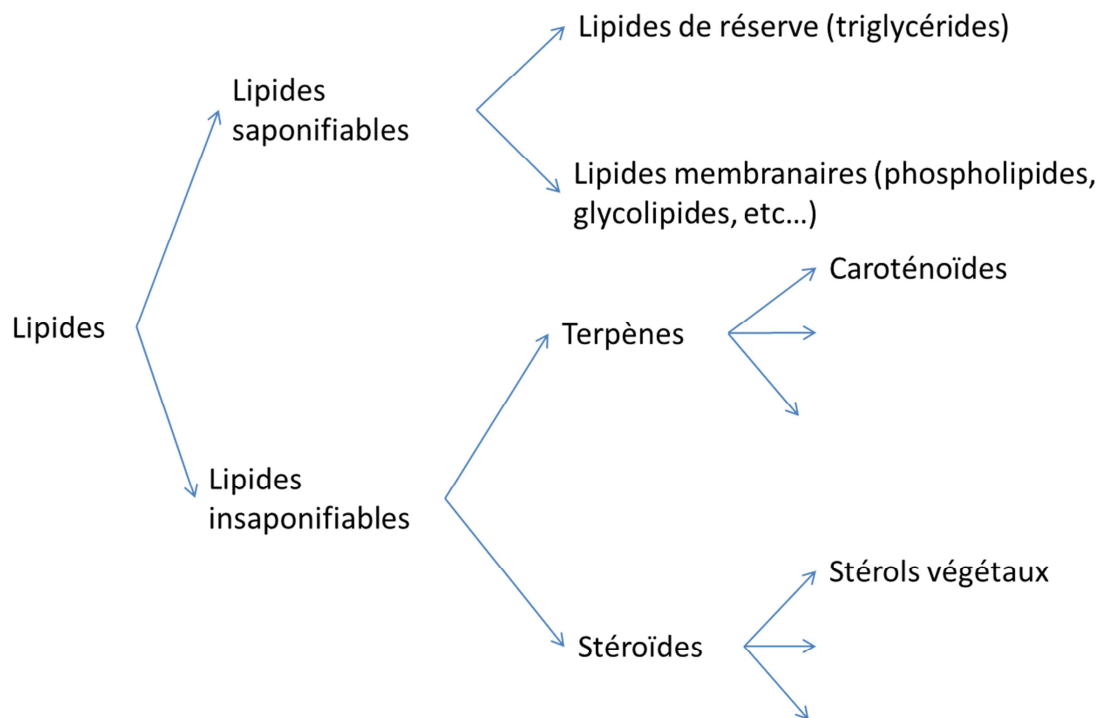 Lipides de réserve (triglycérides)
Lipides
saponifiables
Lipides membranaires (phospholipides,
glycolipides, etc...)
Caroténoïdes
Lipides
Terpènes
Lipides
insaponifiables
Stérols végétaux
Stéroïdes